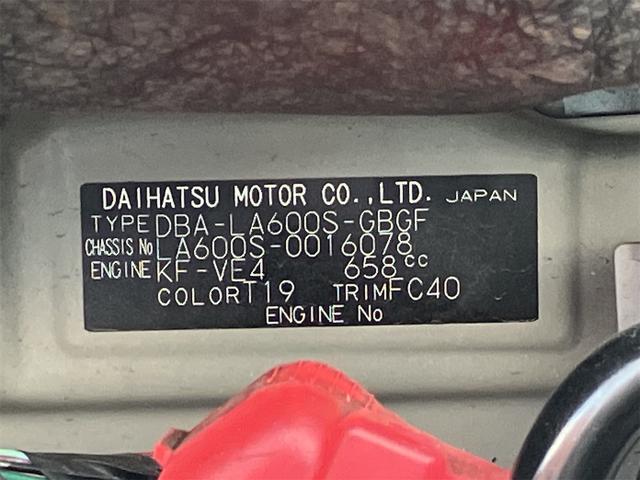 DAIHATSU MOTOR CO.,LTD. JAPAN
TYPE DBA-LA600S-GBGF
CHASSIS No LA600S-0016078
ENGINE KF-VE4 658cc
COLOR T19 TRIM FC40
ENGINE No